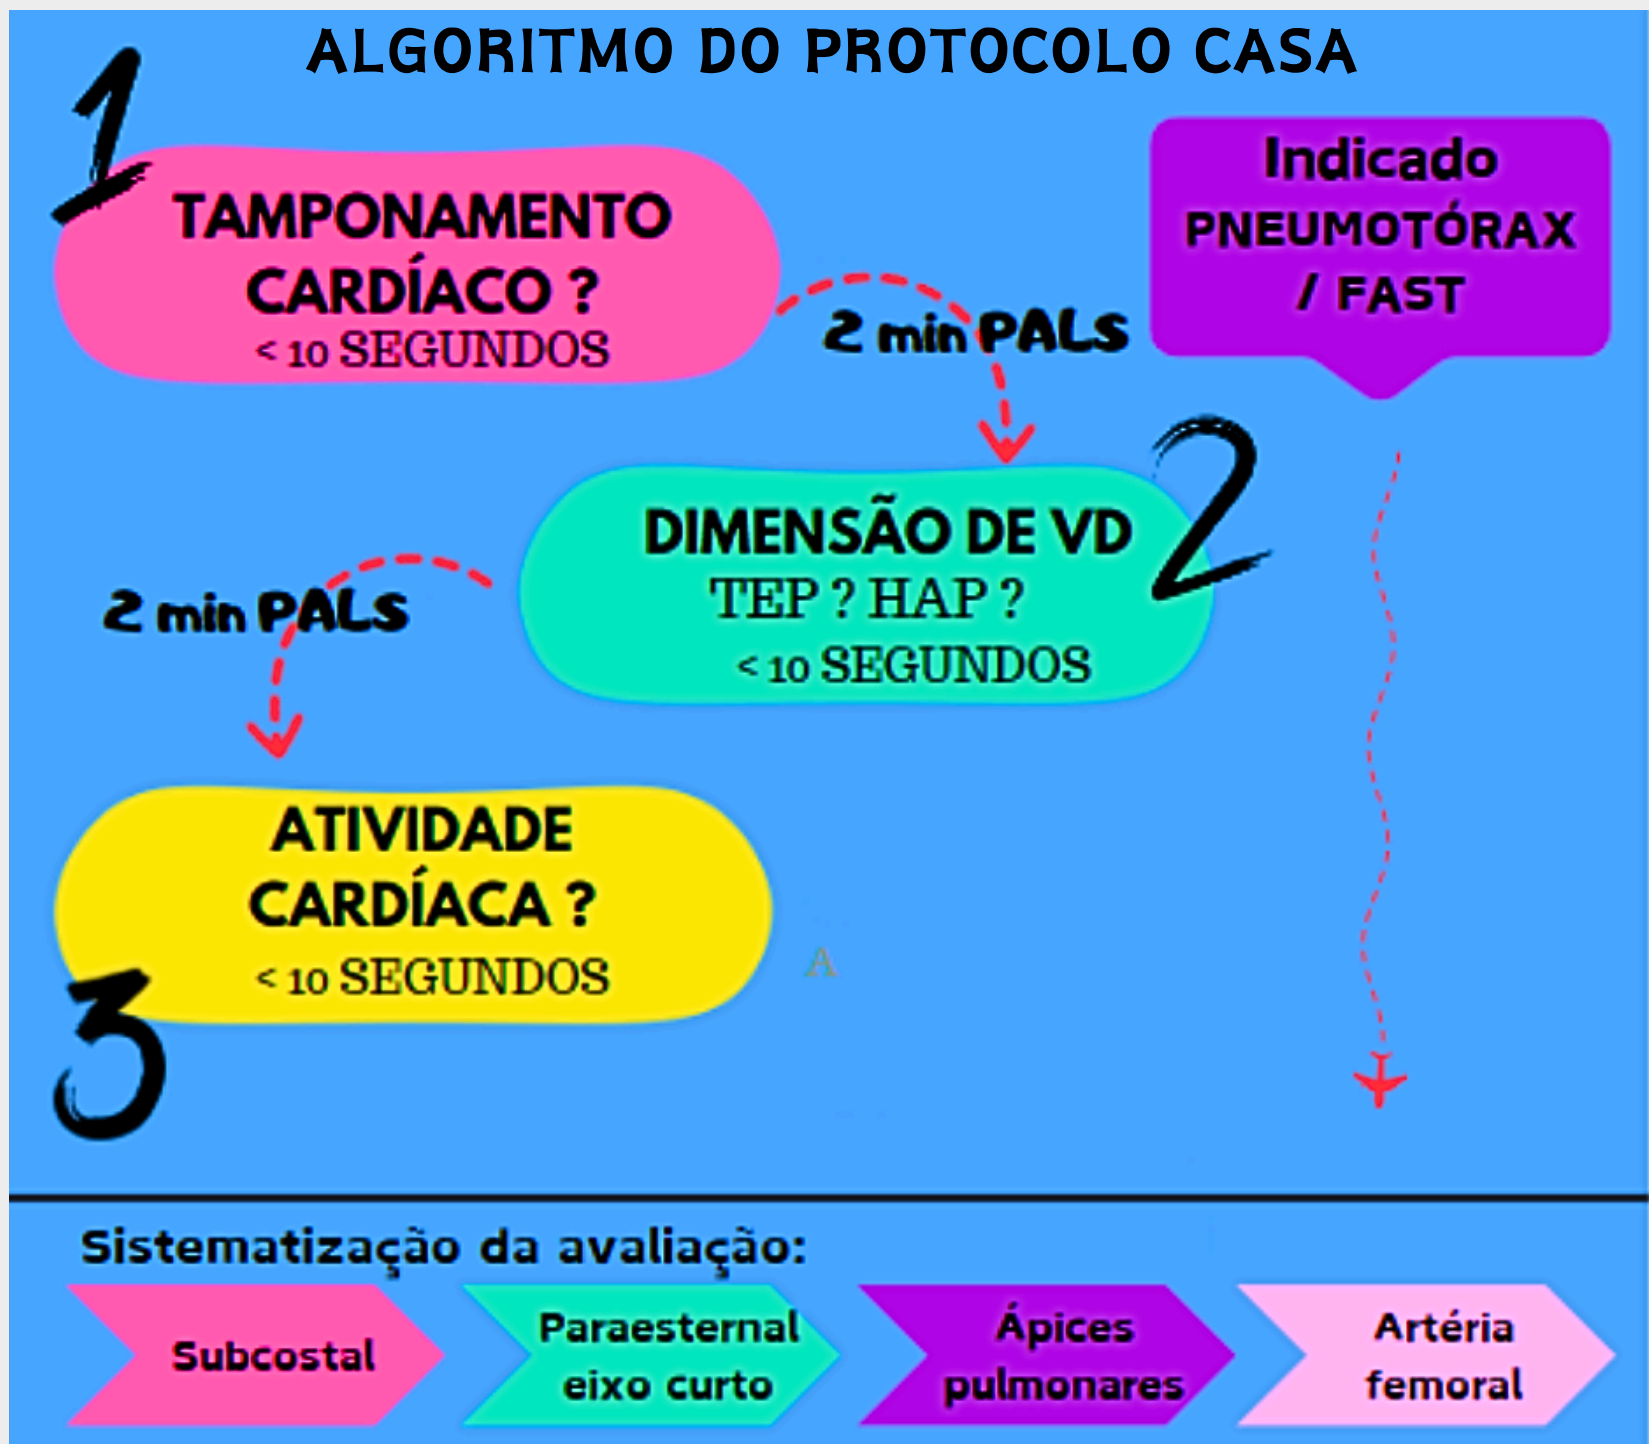 ALGORITMO DO PROTOCOLO CASA
1
TAMPONAMENTO
CARDÍACO ?
< 10 SEGUNDOS
2 min PALS
Indicado
PNEUMOTÓRAX
/ FAST
2
DIMENSÃO DE VD
TEP ? HAP ?
< 10 SEGUNDOS
2 min PALS
ATIVIDADE
CARDÍACA ?
< 10 SEGUNDOS
3
A
Sistematização da avaliação:
Subcostal
Paraesternal
eixo curto
Ápices
pulmonares
Artéria
femoral